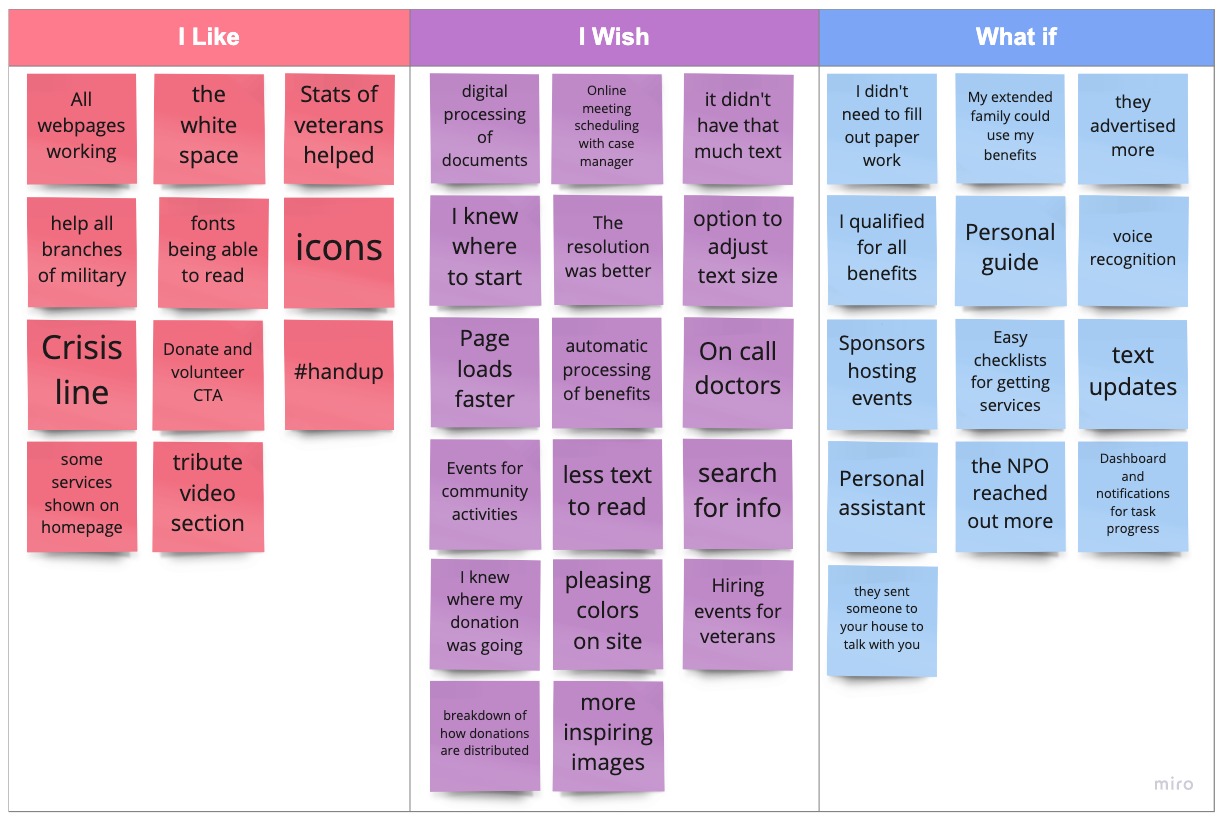 I Like
I Wish
What if
All
webpages
working
the
white
space
Stats of
veterans
helped
help all
branches
of military
fonts
being able
to read
icons
Crisis
line
Donate and
volunteer
CTA
#handup
some
services
shown on
homepage
tribute
video
section
digital
processing
of
documents
Online
meeting
scheduling
with case
manager
it didn't
have that
much text
I knew
where
to start
The
resolution
was better
option to
adjust
text size
Page
loads
faster
automatic
processing
of benefits
On call
doctors
Events for
community
activities
less text
to read
search
for info
I knew
where my
donation
was going
pleasing
colors
on site
Hiring
events for
veterans
breakdown of
how donations
are distributed
more
inspiring
images
I didn't
need to fill
out paper
work
My extended
family could
use my
benefits
they
advertised
more
I qualified
for all
benefits
Personal
guide
voice
recognition
Sponsors
hosting
events
Easy
checklists
for getting
services
text
updates
Personal
assistant
the NPO
reached
out more
Dashboard
and
notifications
for task
progress
they sent
someone to
your house to
talk with you
miro